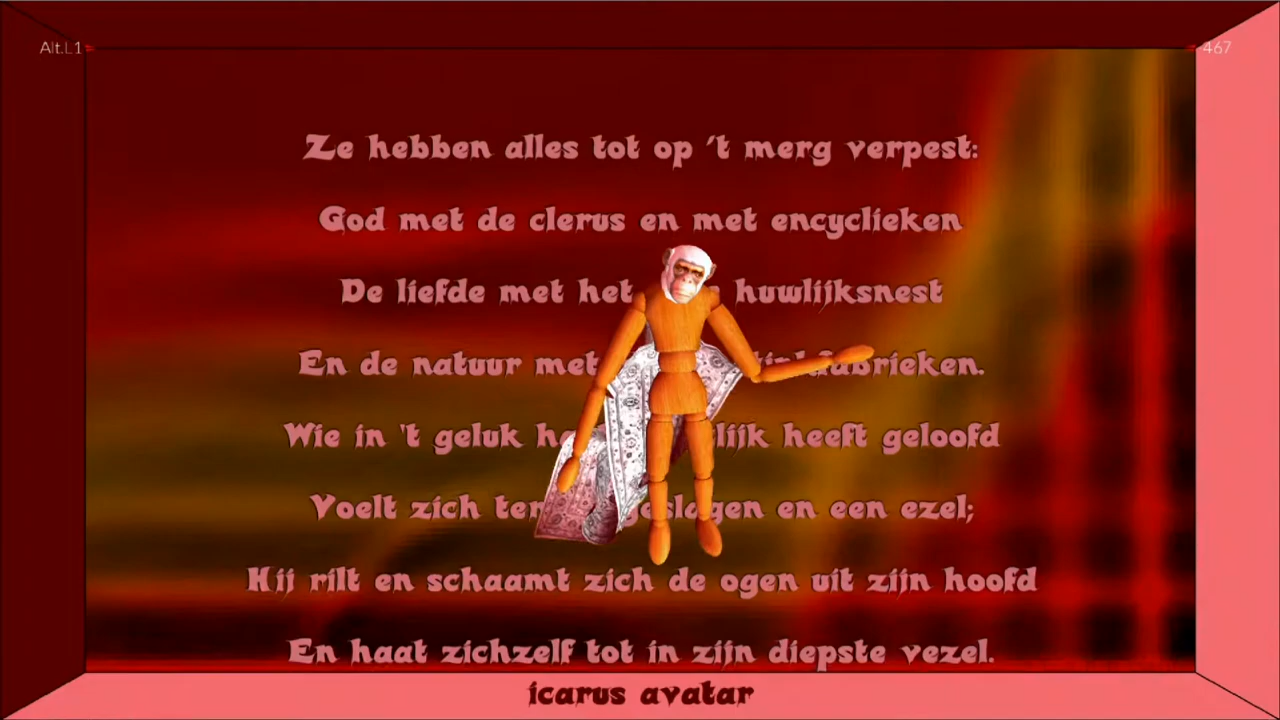 Alt.L1
467
Ze hebben alles tot op 't merg verpest:
God met de clerus en met encyclieken
De liefde met het huwlijksnest
En de natuur met
Wie in 't geluk heeft geloofd
Voelt zich en een ezel;
Hij rilt en schaamt zich de ogen uit zijn hoofd
En haat zichzelf tot in zijn diepste vezel.
icarus avatar